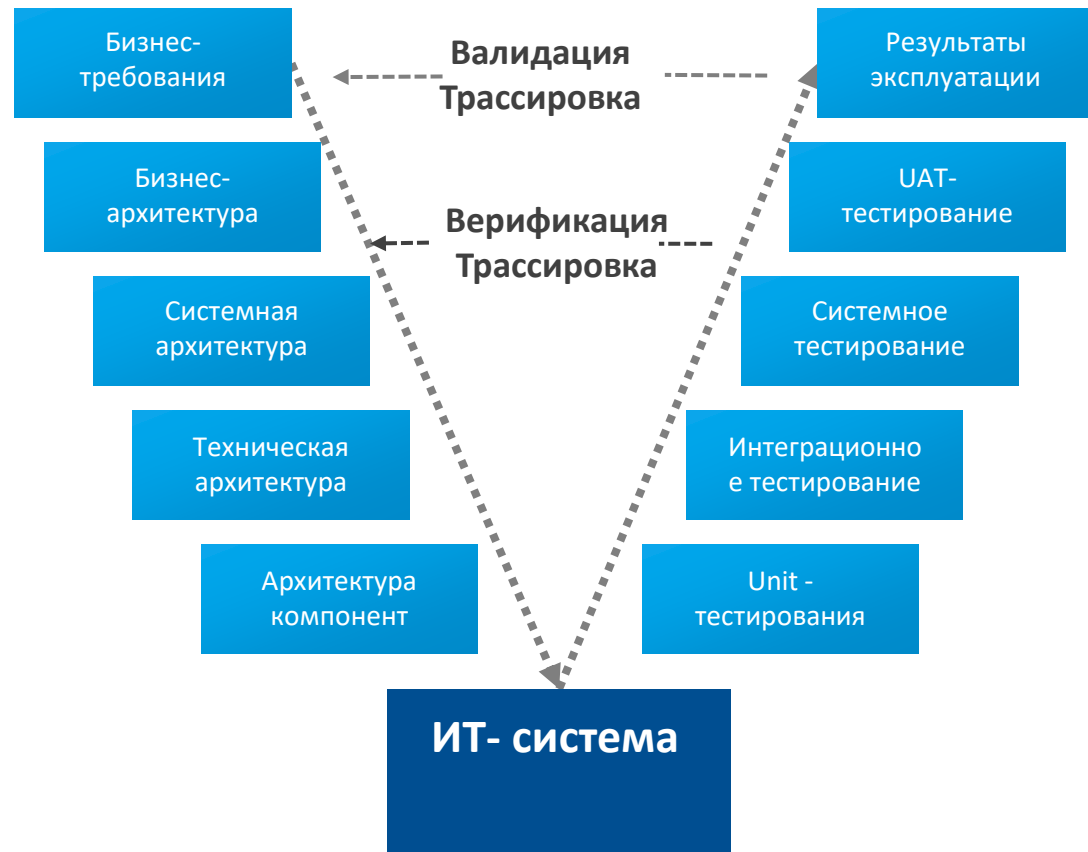 Бизнес-
требования
Валидация
Трассировка
Результаты
эксплуатации
Бизнес-
архитектура
UAT-
тестирование
Верификация
Трассировка
Системная
архитектура
Системное
тестирование
Техническая
архитектура
Интеграционно
е тестирование
Архитектура
компонент
Unit -
тестирования
ИТ- система